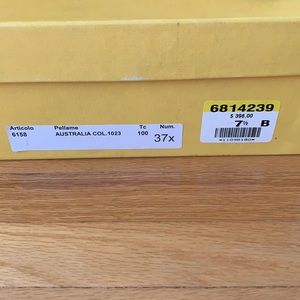 Articolo Pellame Tc Num.
6158 AUSTRALIA COL.1023 100 37x
6814239
$ 398.00
7½ B